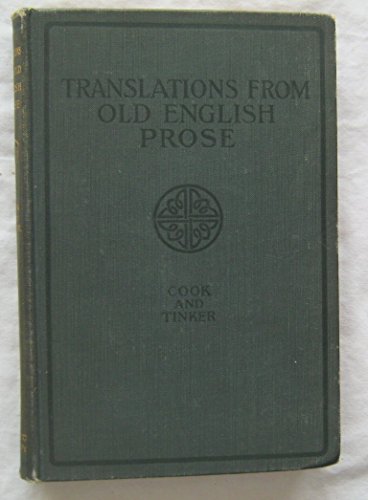 TRANSLATIONS FROM
OLD ENGLISH
PROSE
COOK
AND
TINKER